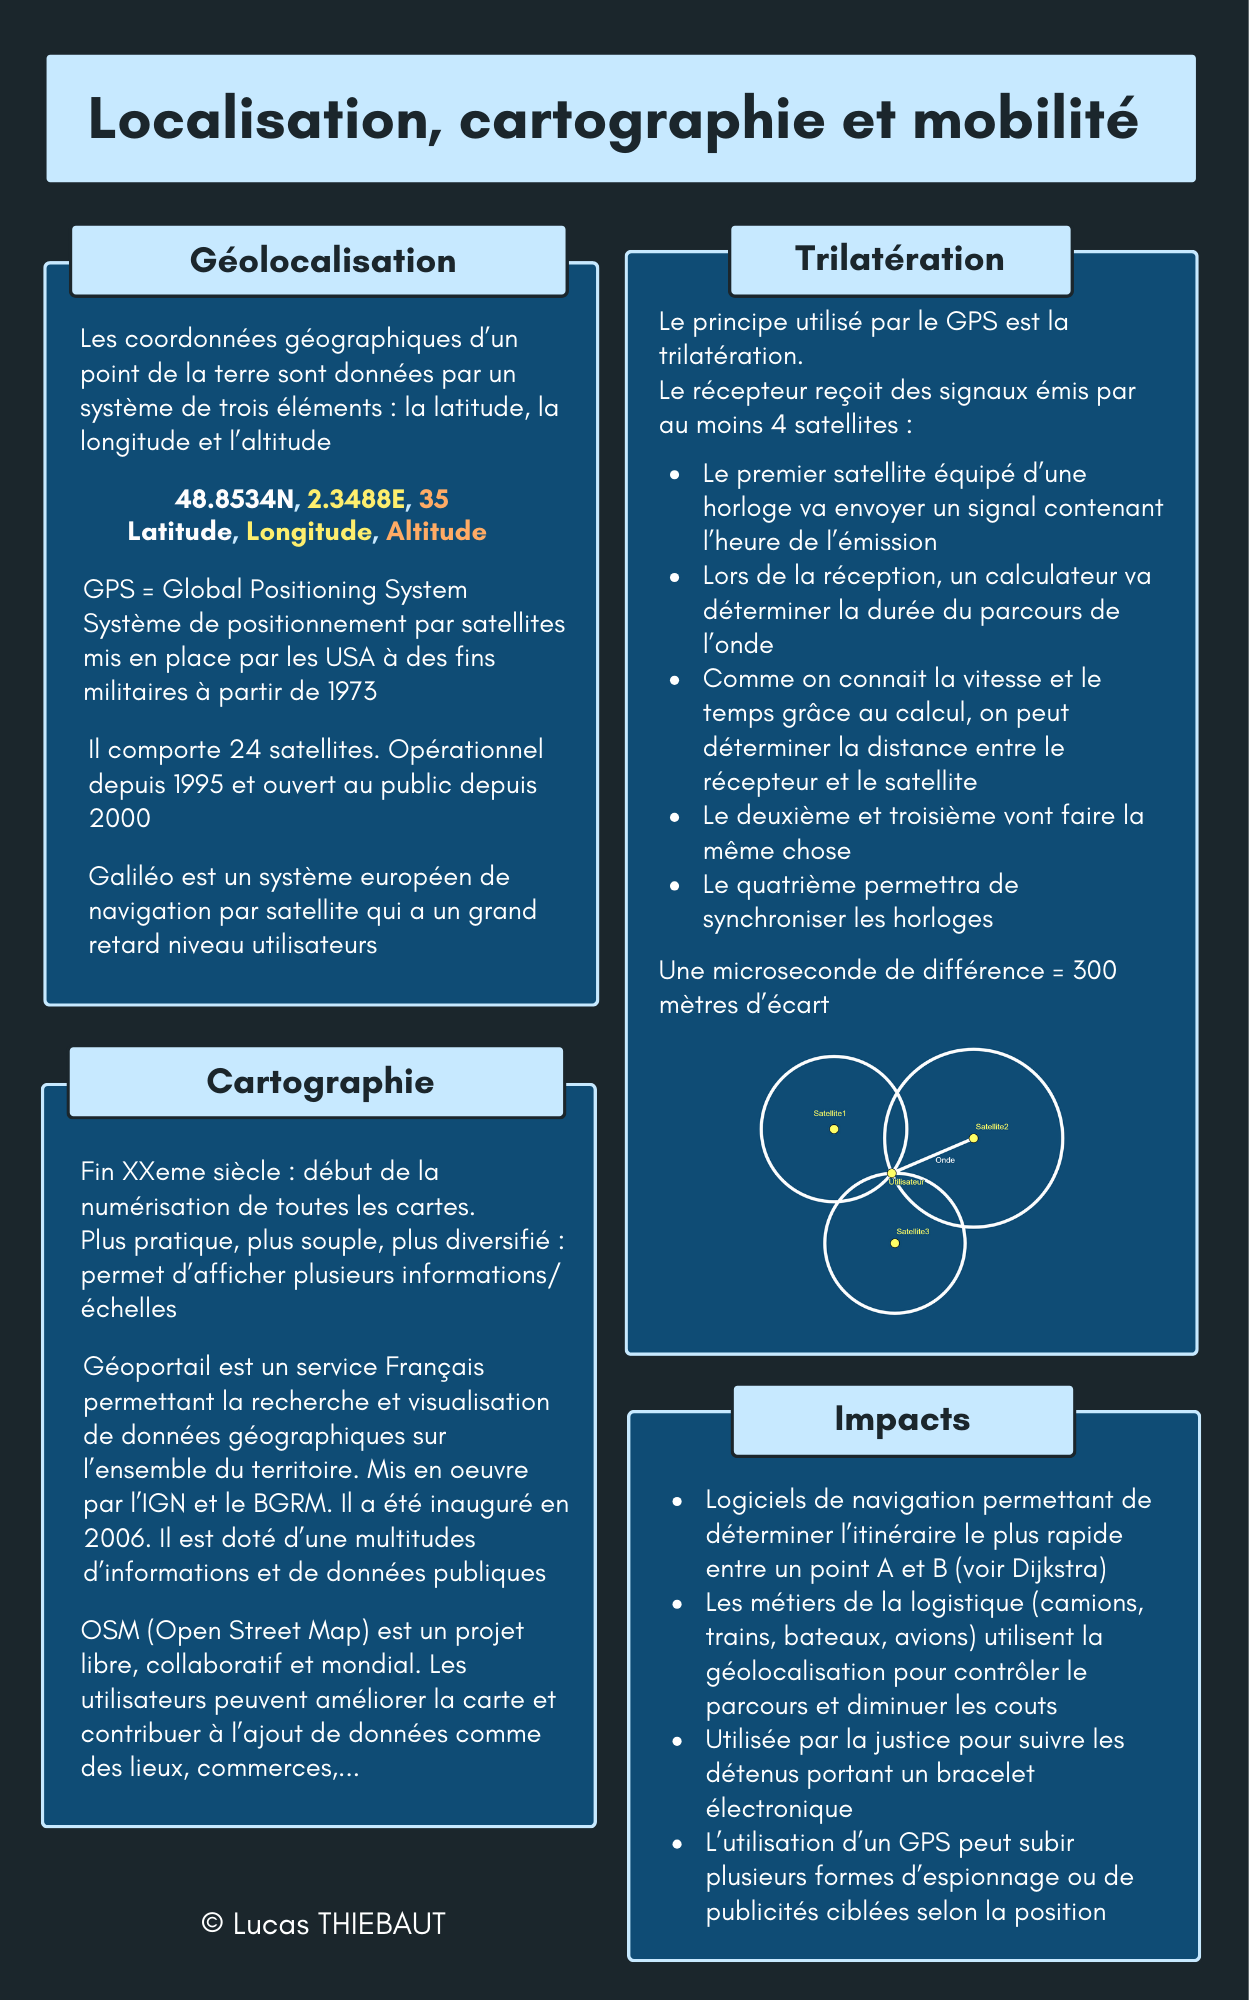 Localisation, cartographie et mobilité
Géolocalisation
Les coordonnées géographiques d'un
point de la terre sont données par un
système de trois éléments : la latitude, la
longitude et l'altitude
48.8534N, 2.3488E, 35
Latitude, Longitude, Altitude
GPS = Global Positioning System
Système de positionnement par satellites
mis en place par les USA à des fins
militaires à partir de 1973
Il comporte 24 satellites. Opérationnel
depuis 1995 et ouvert au public depuis
2000
Galiléo est un système européen de
navigation par satellite qui a un grand
retard niveau utilisateurs
Cartographie
Fin XXeme siècle : début de la
numérisation de toutes les cartes.
Plus pratique, plus souple, plus diversifié :
permet d'afficher plusieurs informations/
échelles
Géoportail est un service Français
permettant la recherche et visualisation
de données géographiques sur
l'ensemble du territoire. Mis en oeuvre
par l'IGN et le BGRM. Il a été inauguré en
2006. Il est doté d'une multitudes
d'informations et de données publiques
OSM (Open Street Map) est un projet
libre, collaboratif et mondial. Les
utilisateurs peuvent améliorer la carte et
contribuer à l'ajout de données comme
des lieux, commerces,...
© Lucas THIEBAUT
Trilatération
Le principe utilisé par le GPS est la
trilatération.
Le récepteur reçoit des signaux émis par
au moins 4 satellites :
• Le premier satellite équipé d'une
horloge va envoyer un signal contenant
l'heure de l'émission
• Lors de la réception, un calculateur va
déterminer la durée du parcours de
l'onde
• Comme on connait la vitesse et le
temps grâce au calcul, on peut
déterminer la distance entre le
récepteur et le satellite
• Le deuxième et troisième vont faire la
même chose
• Le quatrième permettra de
synchroniser les horloges
Une microseconde de différence = 300
mètres d'écart
Satellite1
Satellite2
Onde
Utilisateur
Satellite3
Impacts
• Logiciels de navigation permettant de
déterminer l'itinéraire le plus rapide
entre un point A et B (voir Dijkstra)
• Les métiers de la logistique (camions,
trains, bateaux, avions) utilisent la
géolocalisation pour contrôler le
parcours et diminuer les couts
• Utilisée par la justice pour suivre les
détenus portant un bracelet
électronique
• L'utilisation d'un GPS peut subir
plusieurs formes d'espionnage ou de
publicités ciblées selon la position